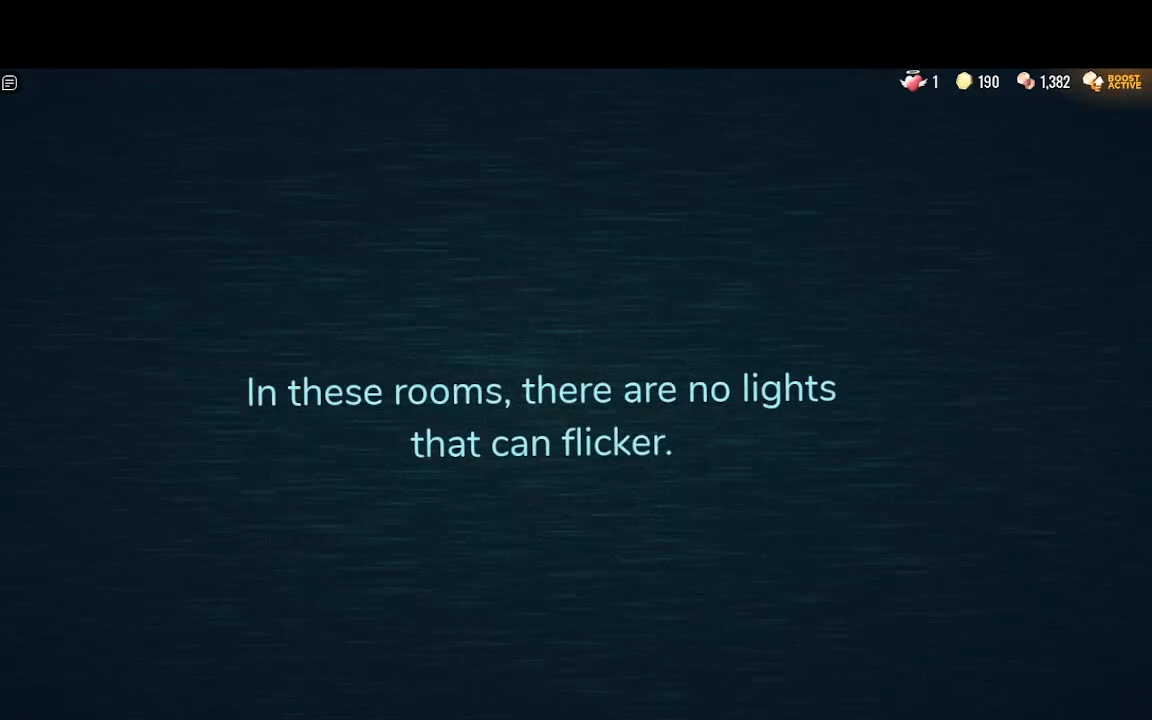 1 190 1,382 BOOST
ACTIVE
In these rooms, there are no lights
that can flicker.